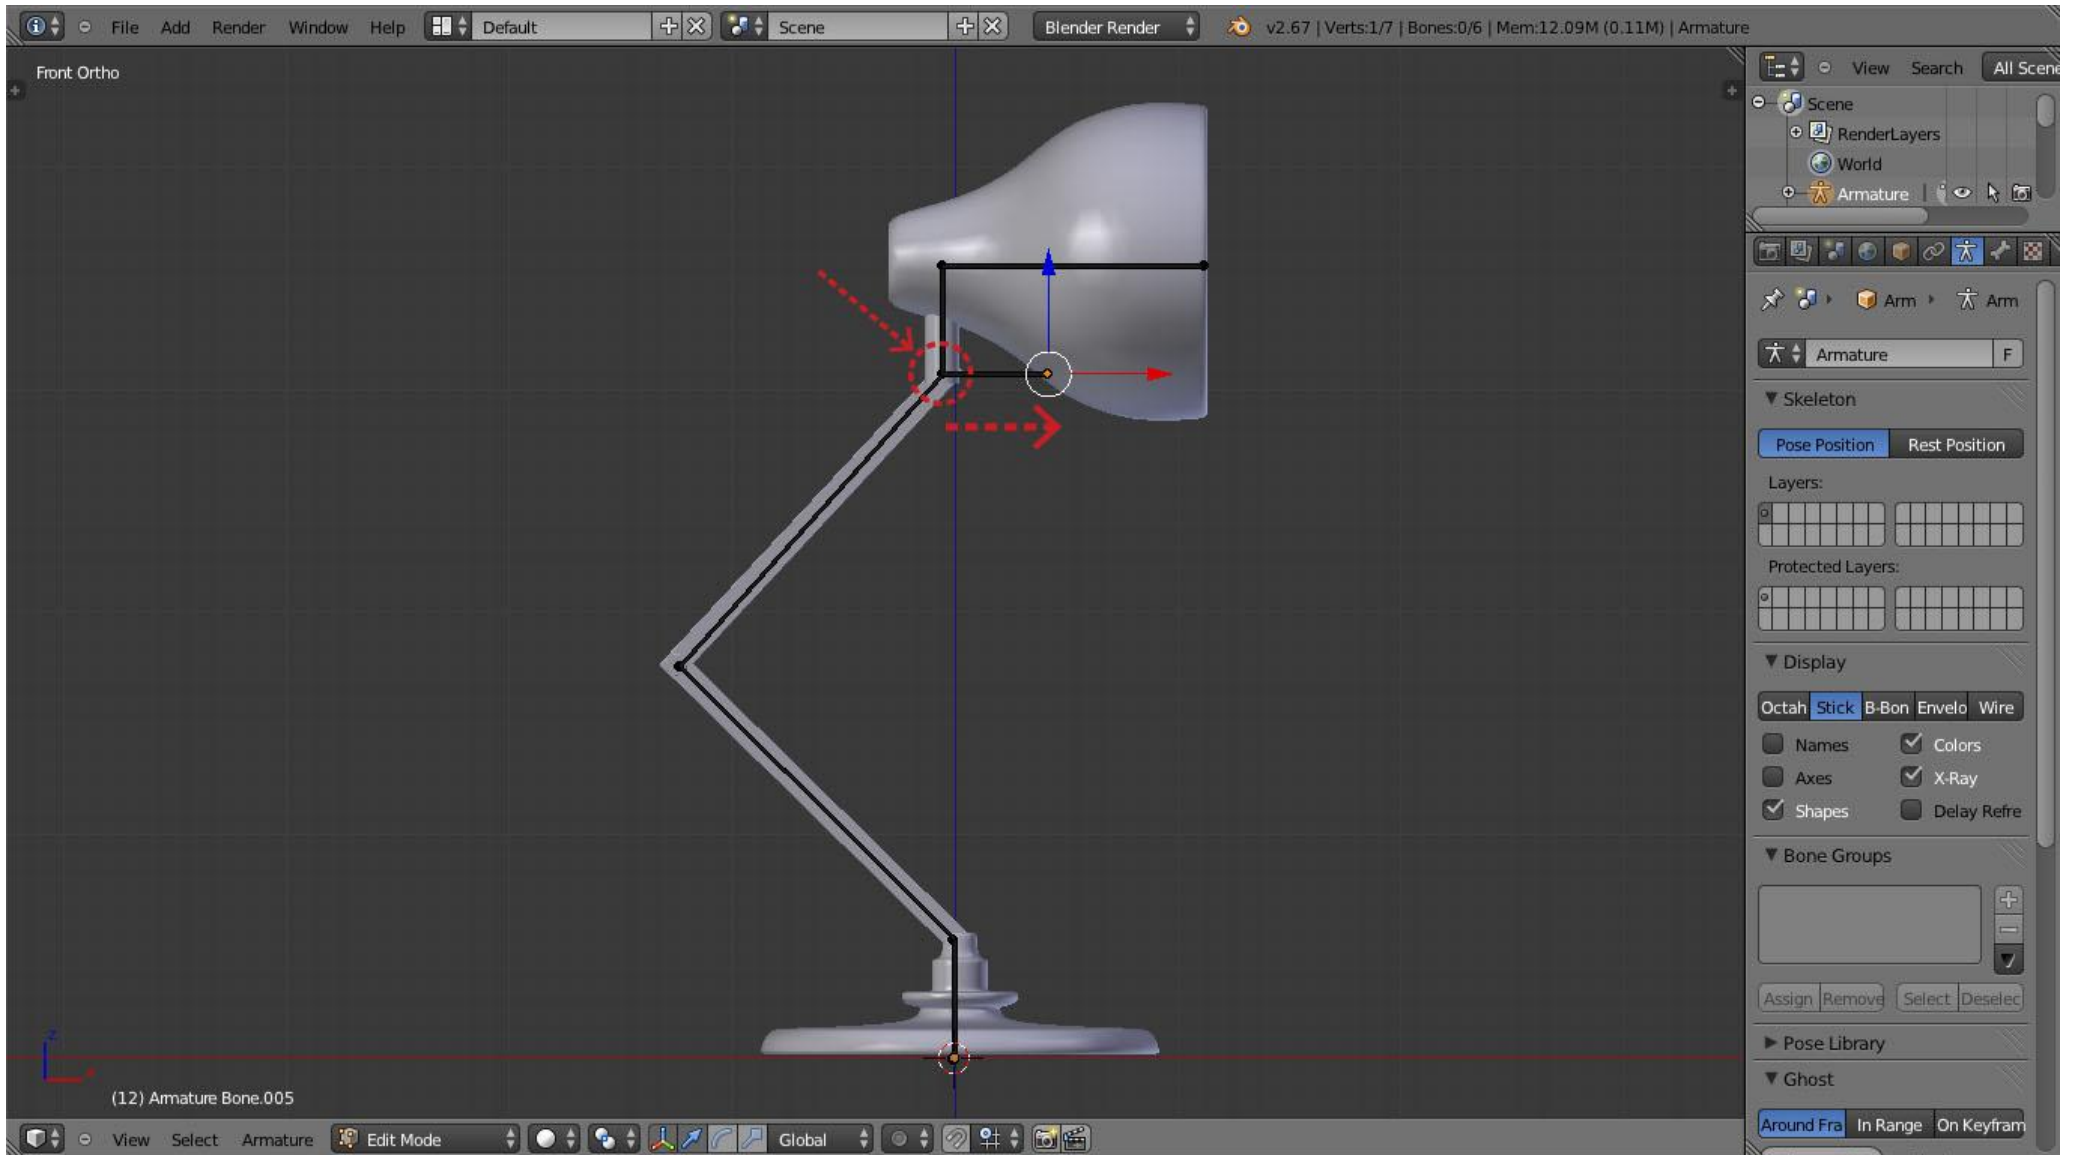 File Add Render Window Help Default Scene Blender Render v2.67 | Verts:1/7 | Bones:0/6 | Mem:12.09M (0.11M) | Armature
Front Ortho
View Search All Scene
Scene
RenderLayers
World
Armature
Arm Arm
Armature F
Skeleton
Pose Position Rest Position
Layers:
Protected Layers:
Display
Octah Stick B-Bon Envelo Wire
Names Colors
Axes X-Ray
Shapes Delay Refre
Bone Groups
Assign Remove Select Deselec
Pose Library
Ghost
Around Fra In Range On Keyfram
z
x
(12) Armature Bone.005
View Select Armature Edit Mode Global